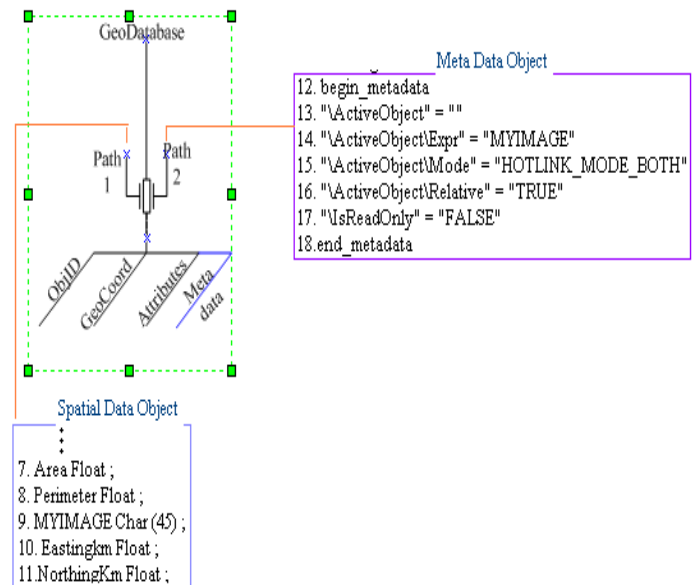 GeoDatabase
Path
1
Path
2
ObjID
GeoCoord
Attributes
Meta
data
Meta Data Object
12. begin_metadata
13. "\ActiveObject" = ""
14. "\ActiveObject\Expr" = "MYIMAGE"
15. "\ActiveObject\Mode" = "HOTLINK_MODE_BOTH"
16. "\ActiveObject\Relative" = "TRUE"
17. "\IsReadOnly" = "FALSE"
18.end_metadata
Spatial Data Object
7. Area Float ;
8. Perimeter Float ;
9. MYIMAGE Char (45) ;
10. Eastingkm Float ;
11.NorthingKm Float ;